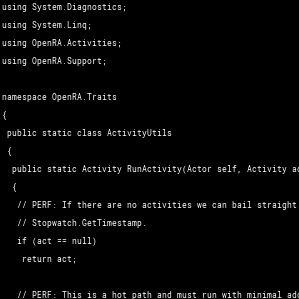 using System.Diagnostics;
using System.Linq;
using OpenRA.Activities;
using OpenRA.Support;
namespace OpenRA.Traits
{
public static class ActivityUtils
{
public static Activity RunActivity(Actor self, Activity
{
// PERF: If there are no activities we can bail straight
// Stopwatch.GetTimestamp.
if (act == null)
return act;
// PERF: This is a hot path and must run with minimal